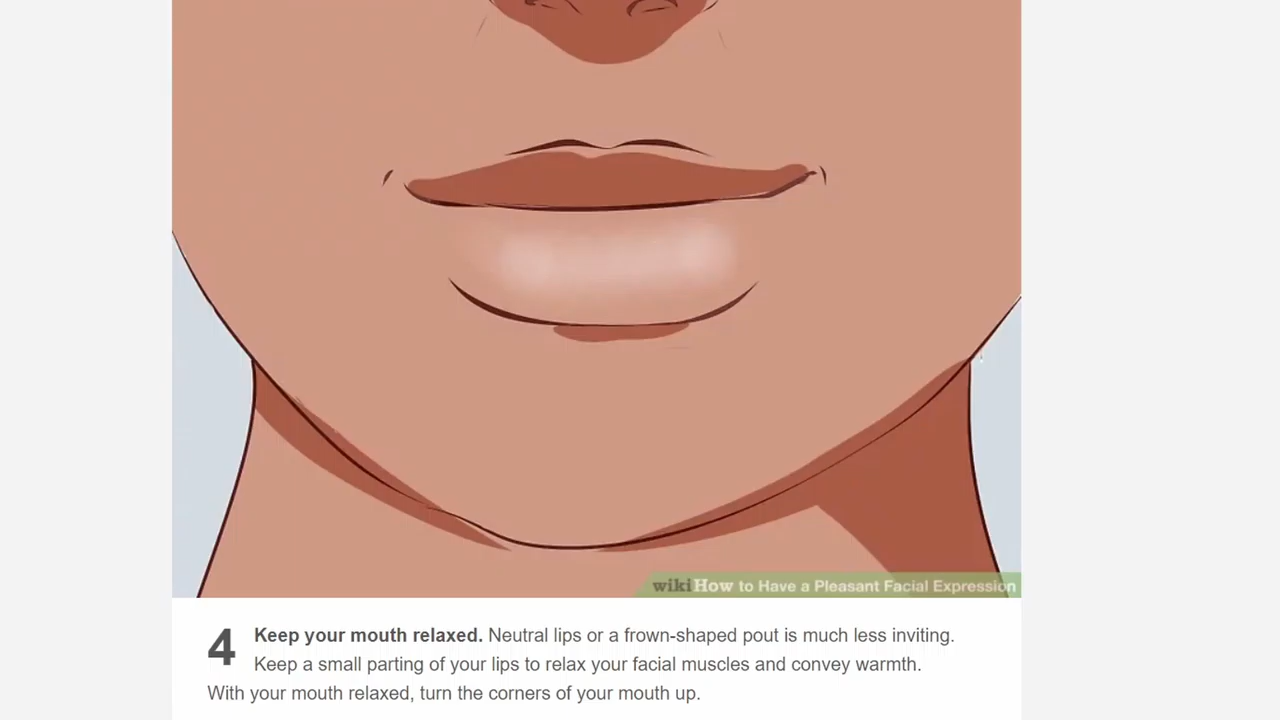 wikiHow to Have a Pleasant Facial Expression
4 Keep your mouth relaxed. Neutral lips or a frown-shaped pout is much less inviting.
Keep a small parting of your lips to relax your facial muscles and convey warmth.
With your mouth relaxed, turn the corners of your mouth up.